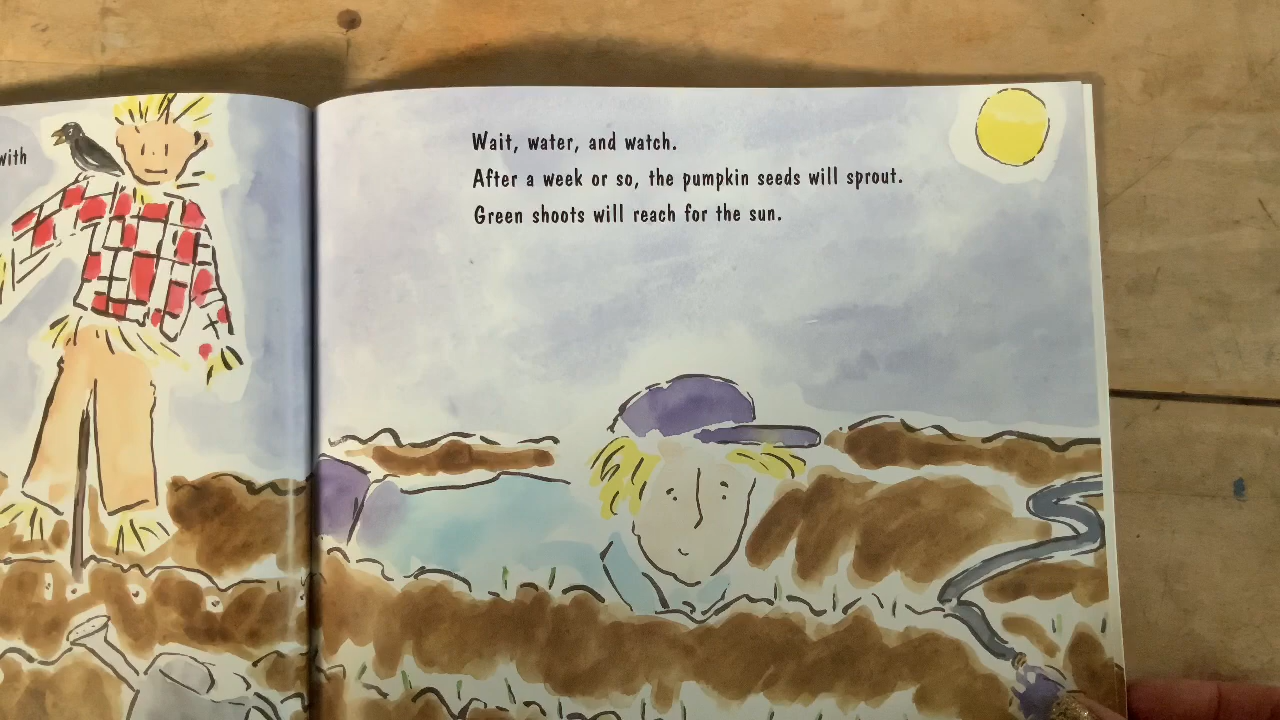 with
Wait, water, and watch.
After a week or so, the pumpkin seeds will sprout.
Green shoots will reach for the sun.